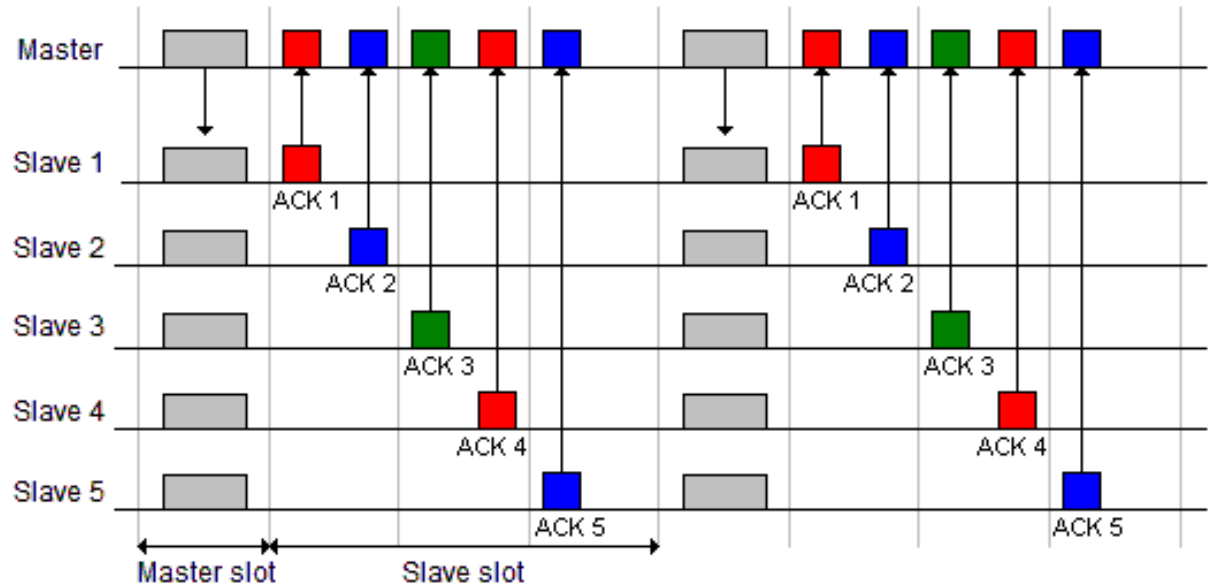 Master
Slave 1
ACK 1 ACK 1
Slave 2
ACK 2 ACK 2
Slave 3
ACK 3 ACK 3
Slave 4
ACK 4 ACK 4
Slave 5
ACK 5 ACK 5
Master slot Slave slot